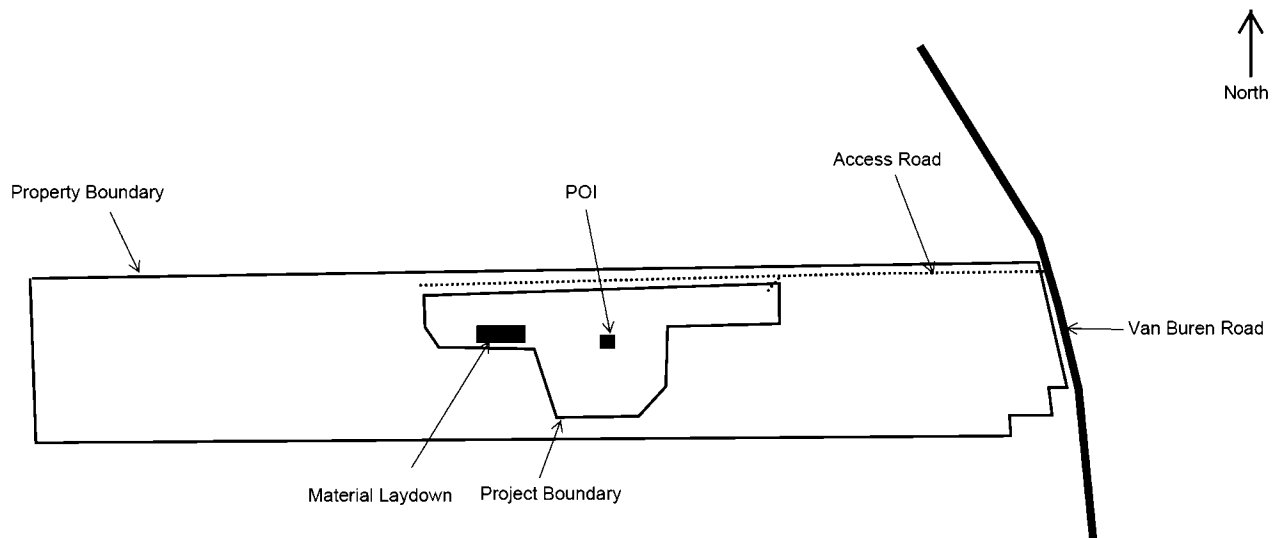 North
Access Road
Property Boundary
POI
Van Buren Road
Material Laydown
Project Boundary